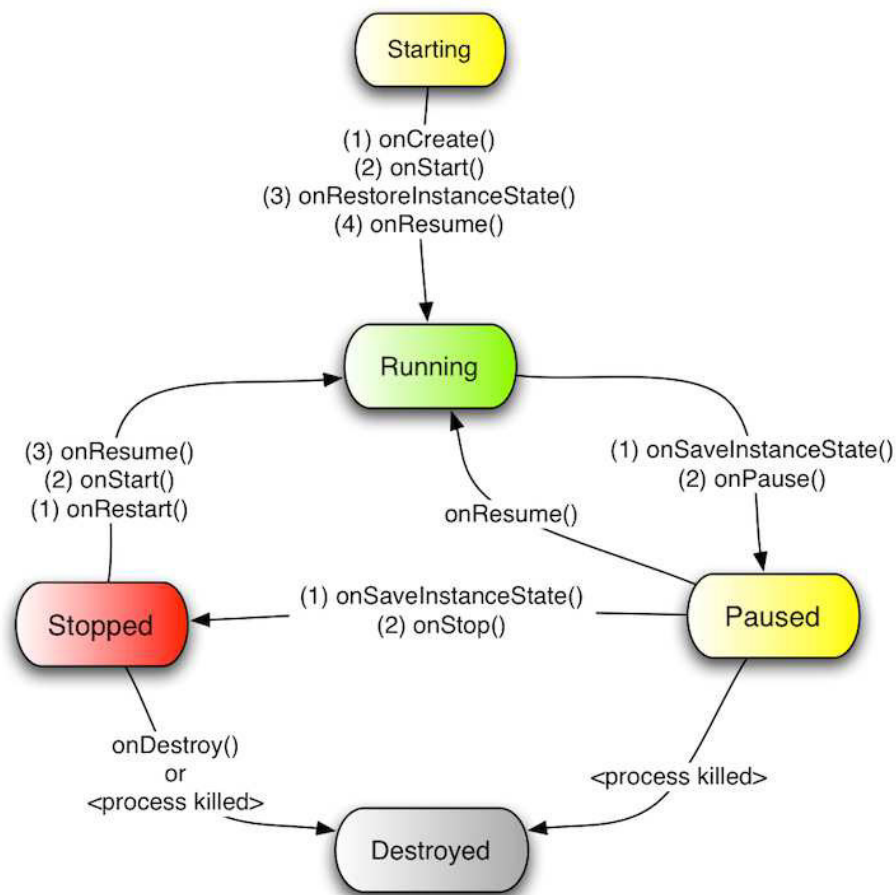 Starting
(1) onCreate()
(2) onStart()
(3) onRestoreInstanceState()
(4) onResume()
Running
(3) onResume()
(2) onStart()
(1) onRestart()
(1) onSaveInstanceState()
(2) onPause()
onResume()
Stopped
(1) onSaveInstanceState()
(2) onStop()
Paused
onDestroy()
or
<process killed>
<process killed>
Destroyed